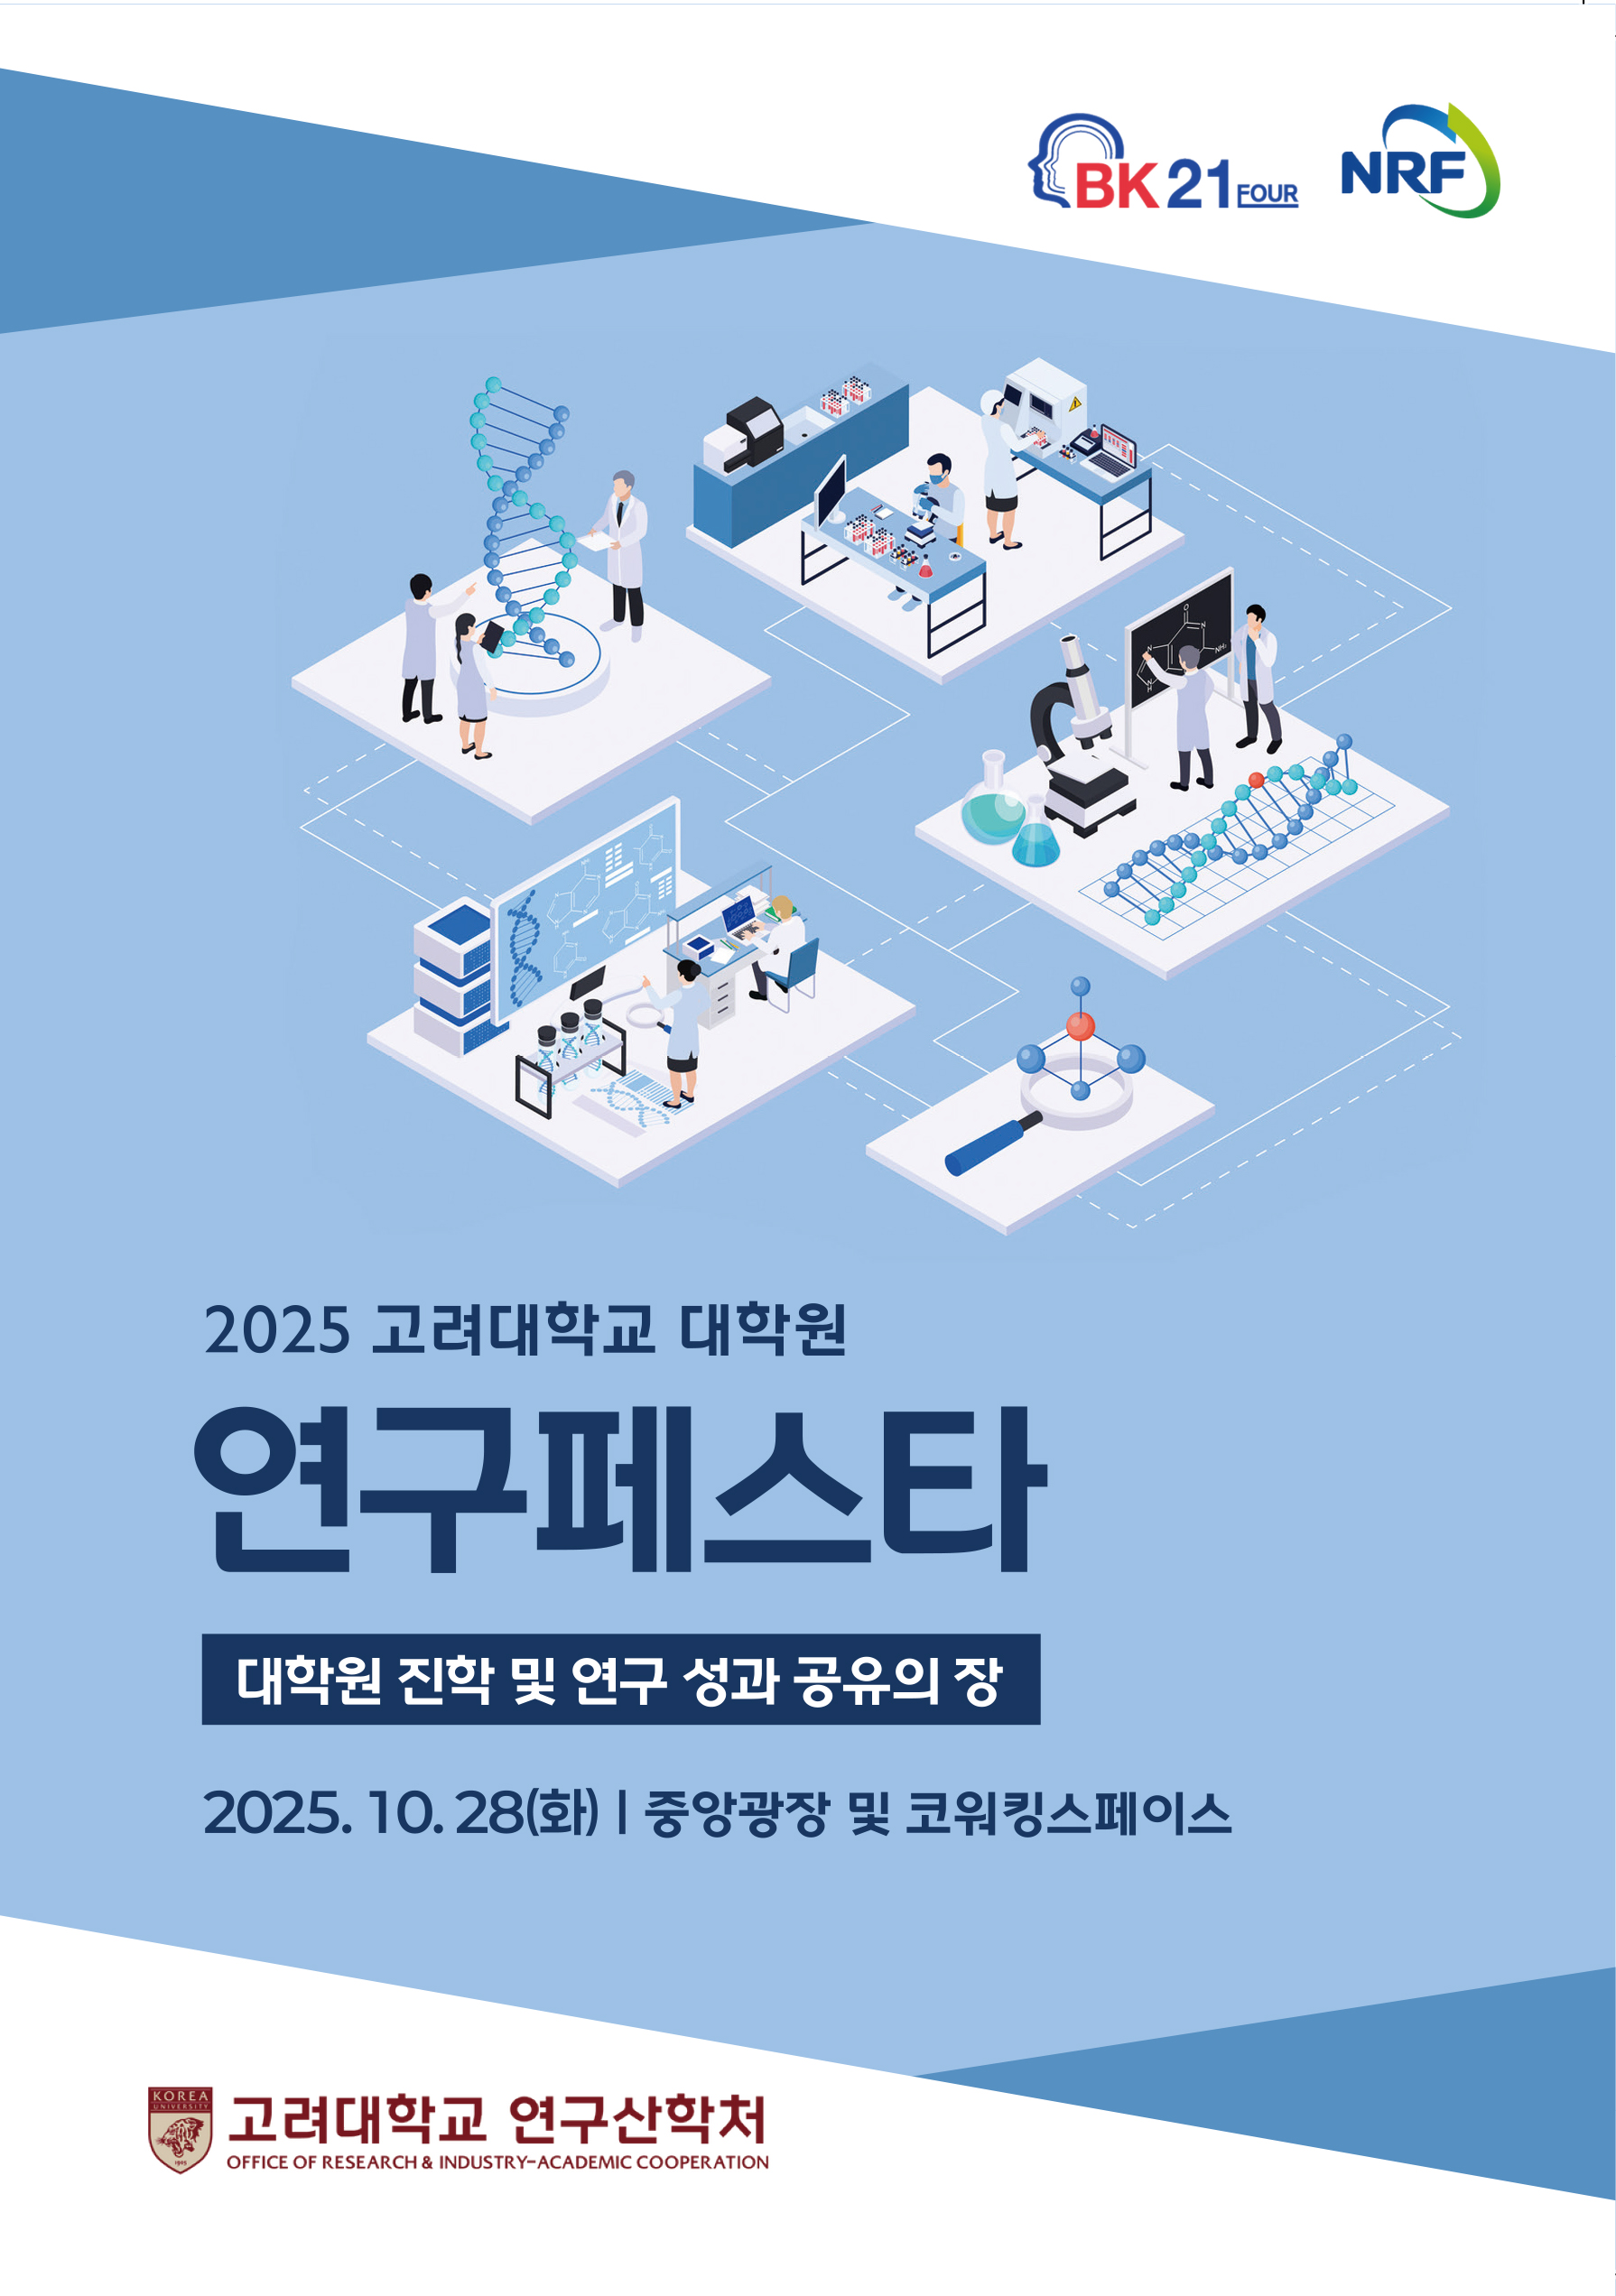 BK 21 FOUR
NRF
2025 고려대학교 대학원
연구페스타
대학원 진학 및 연구 성과 공유의 장
2025. 10. 28(화) | 중앙광장 및 코워킹스페이스
KOREA
UNIVERSITY
1905
고려대학교 연구산학처
OFFICE OF RESEARCH & INDUSTRY-ACADEMIC COOPERATION